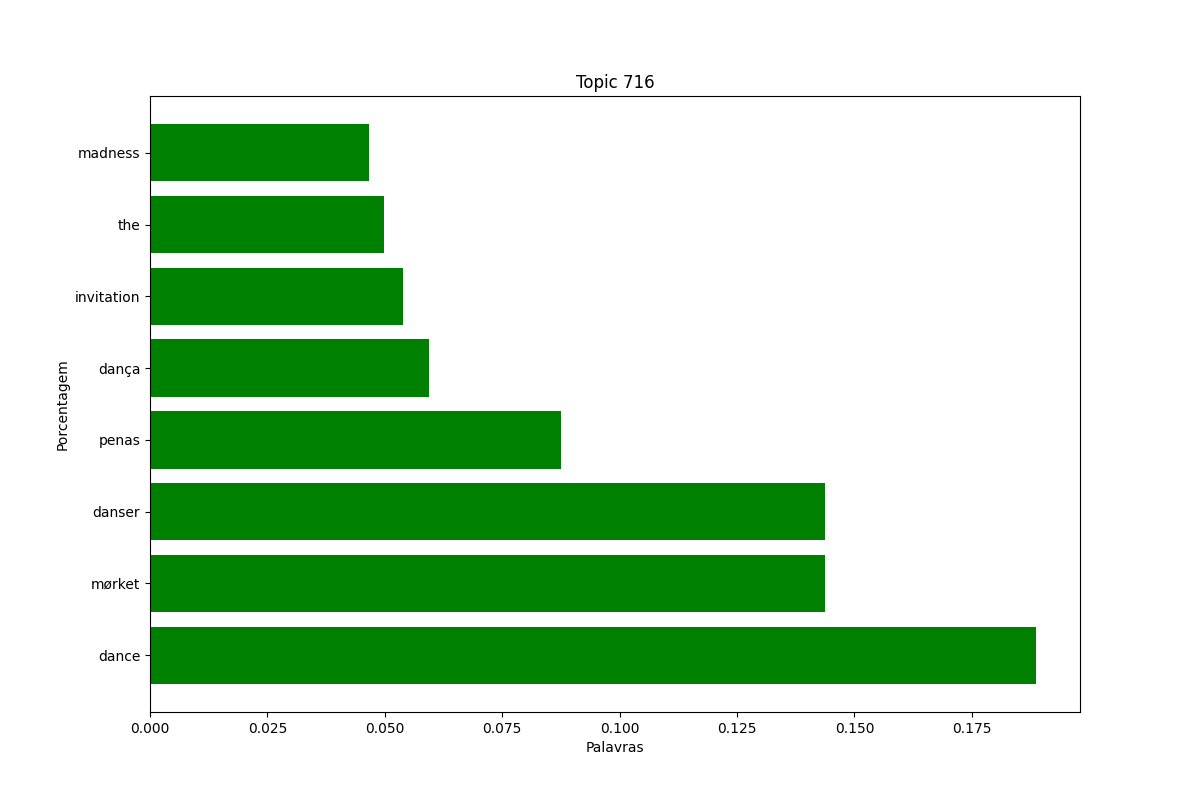 Topic 716
madness
the
invitation
dança
penas
danser
mørket
dance
Porcentagem
0.000 0.025 0.050 0.075 0.100 0.125 0.150 0.175
Palavras